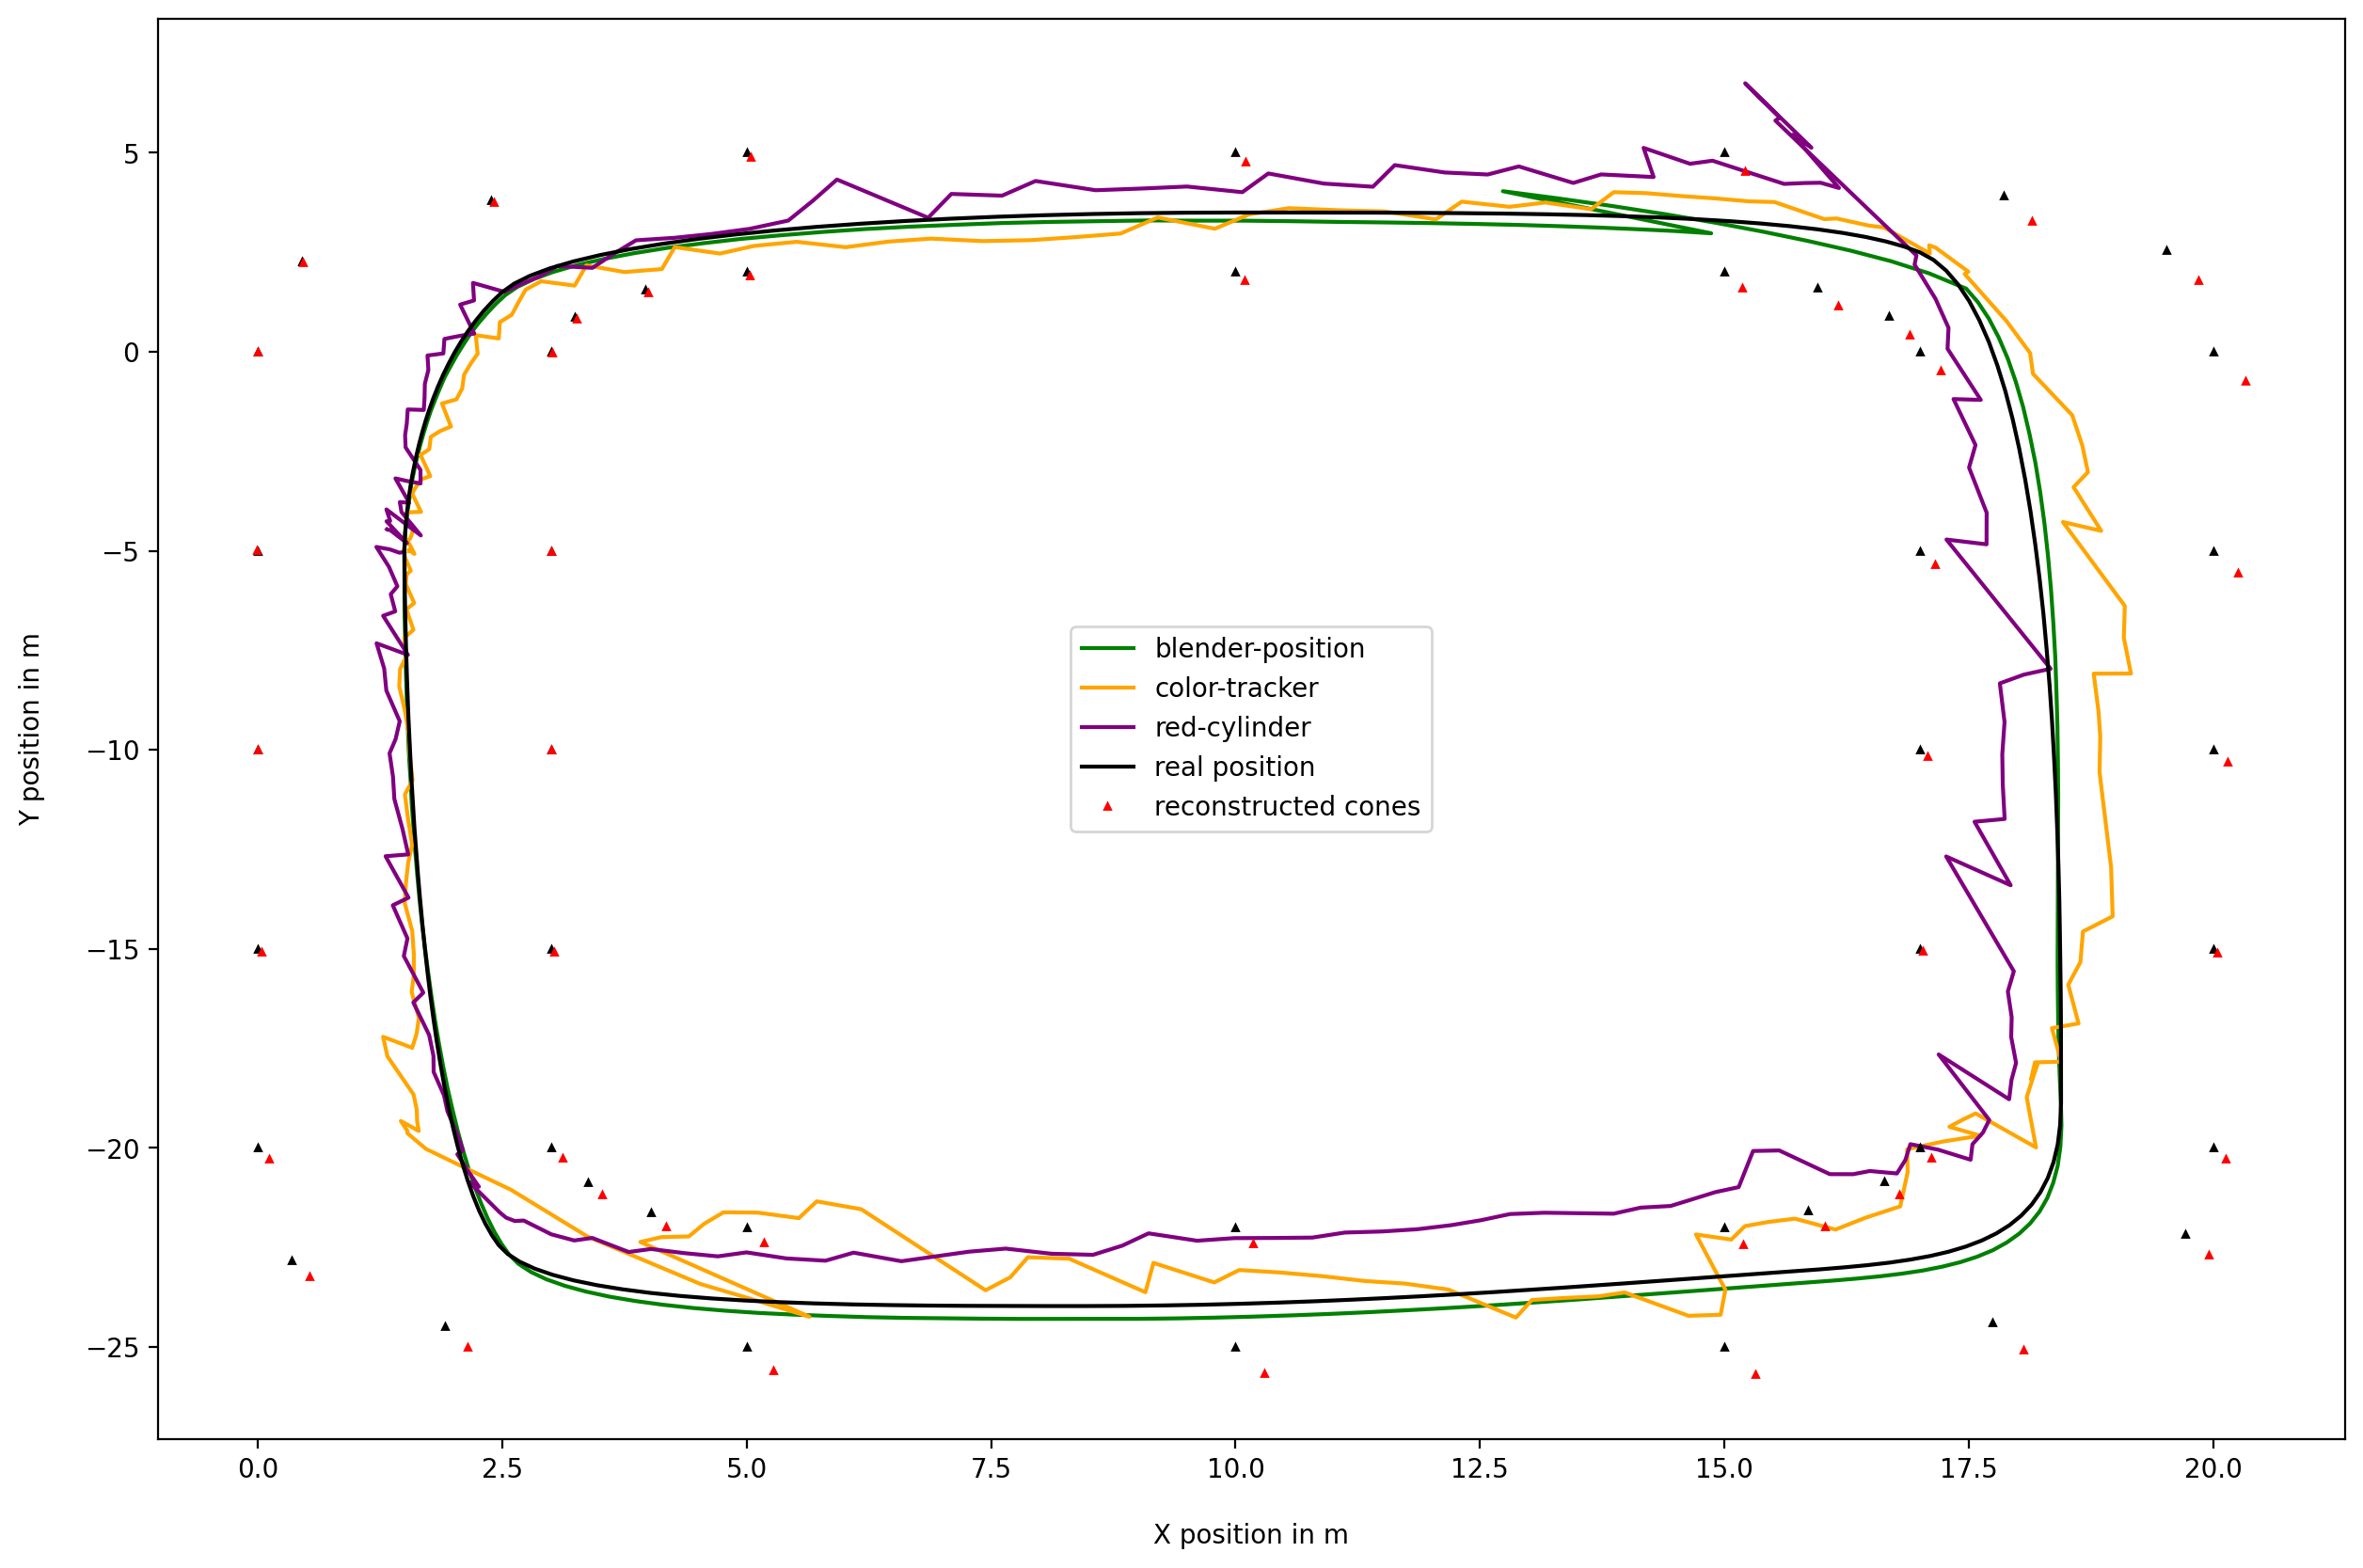 5
0
−5
−10
−15
−20
−25
Y position in m
blender-position
color-tracker
red-cylinder
real position
reconstructed cones
0.0 2.5 5.0 7.5 10.0 12.5 15.0 17.5 20.0
X position in m